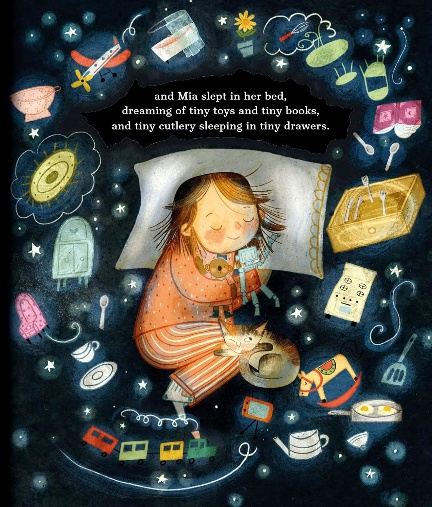 and Mia slept in her bed,
dreaming of tiny toys and tiny books,
and tiny cutlery sleeping in tiny drawers.